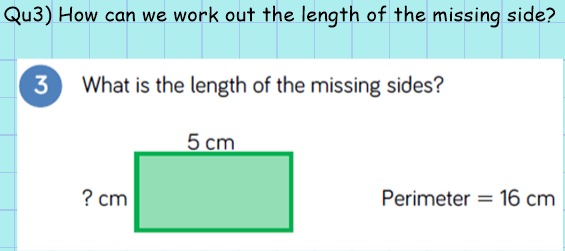 Qu3) How can we work out the length of the missing side?
3 What is the length of the missing sides?
5 cm
? cm
Perimeter = 16 cm